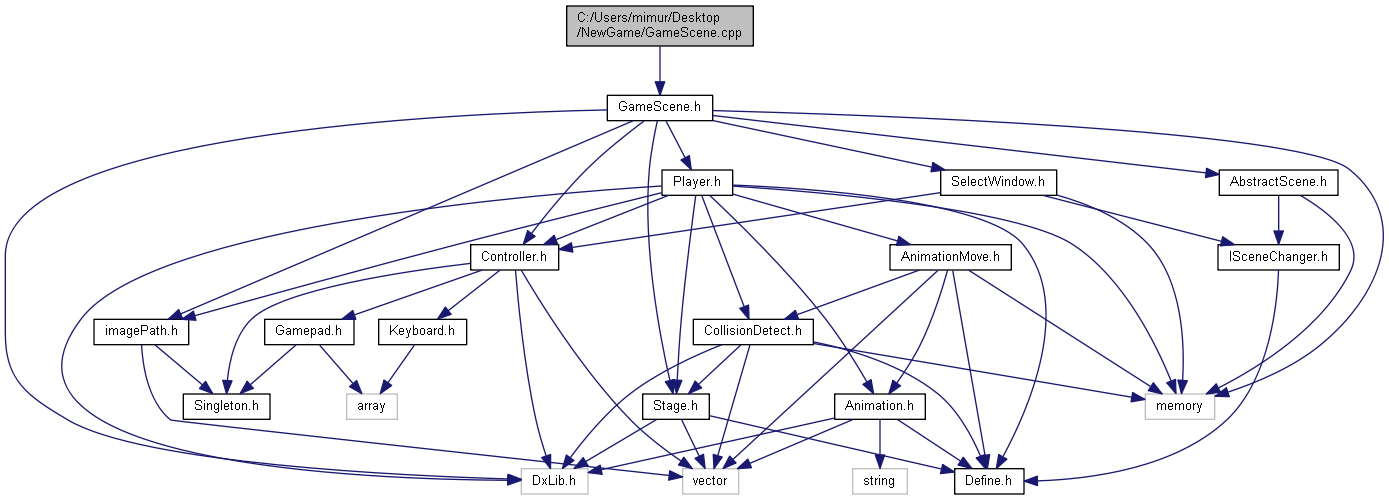 C:/Users/mimur/Desktop
/NewGame/GameScene.cpp
GameScene.h
Player.h
SelectWindow.h
AbstractScene.h
Controller.h
AnimationMove.h
ISceneChanger.h
imagePath.h
Gamepad.h
Keyboard.h
CollisionDetect.h
Singleton.h
array
Stage.h
Animation.h
memory
DxLib.h
vector
string
Define.h